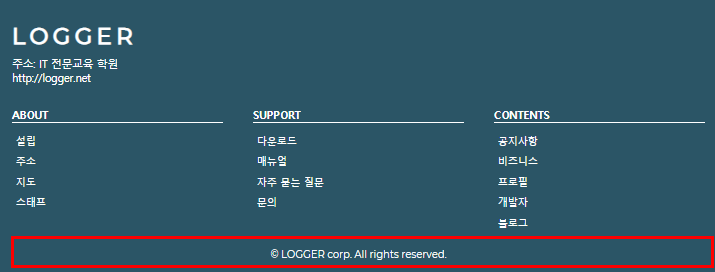 LOGGER
주소: IT 전문교육 학원
http://logger.net
ABOUT
설립
주소
지도
스태프
SUPPORT
다운로드
매뉴얼
자주 묻는 질문
문의
CONTENTS
공지사항
비즈니스
프로필
개발자
블로그
© LOGGER corp. All rights reserved.